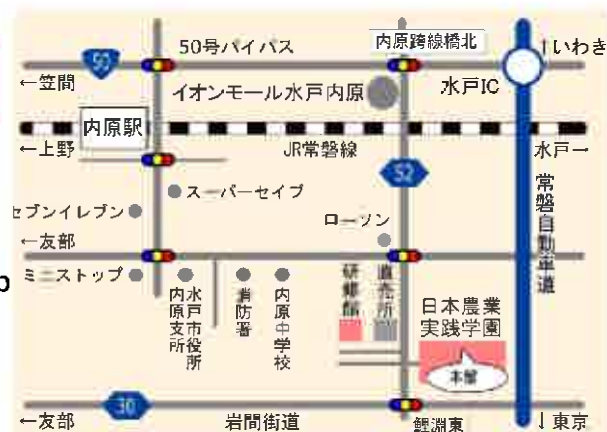 50号バイパス
内原跨線橋北
↑いわき
50
←笠間
イオンモール水戸内原
水戸IC
内原駅
←上野
JR常磐線
水戸→
52
常磐自動車道
スーパーセイブ
セブンイレブン
ローソン
←友部
ミニストップ
水戸市役所
内原支所
消防署
内原中学校
研修館
直売所
日本農業
実践学園
本館
30
←友部
岩間街道
鯉淵東
↓東京